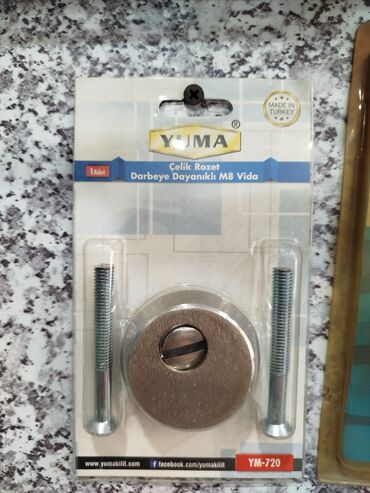 MADE IN
TURKEY
YUMA®
1 Adet
Çelik Rozet
Darbeye Dayanıklı M8 Vida
www.yumakilit.com
facebook.com/yumakilit
YM-720